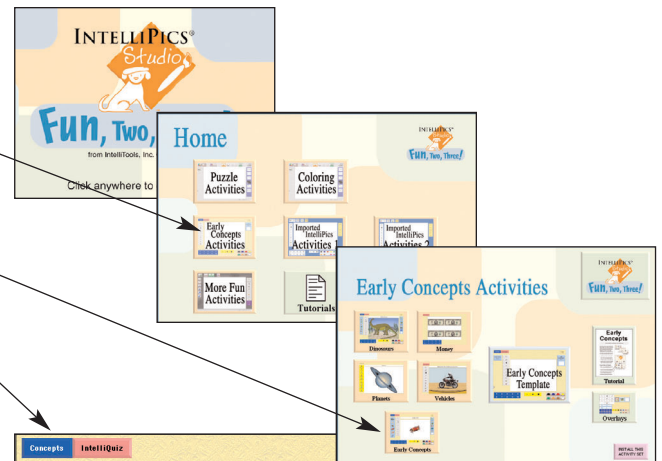 INTELLIPICS®
Studio
Fun, Two,
from IntelliTools, Inc.
Click anywhere to
Home
INTELLIPICS®
Studio
Fun, Two, Three!
Puzzle
Activities
Coloring
Activities
Early
Concepts
Activities
Imported
IntelliPics
Activities 1
Imported
IntelliPics
Activities 2
More Fun
Activities
Tutorials
Early Concepts Activities
INTELLIPICS®
Studio
Fun, Two, Three!
Dinosaurs
Money
Planets
Vehicles
Early Concepts
Early Concepts
Template
Early
Concepts
Tutorial
Overlays
INSTALL THIS
ACTIVITY SET
Concepts IntelliQuiz